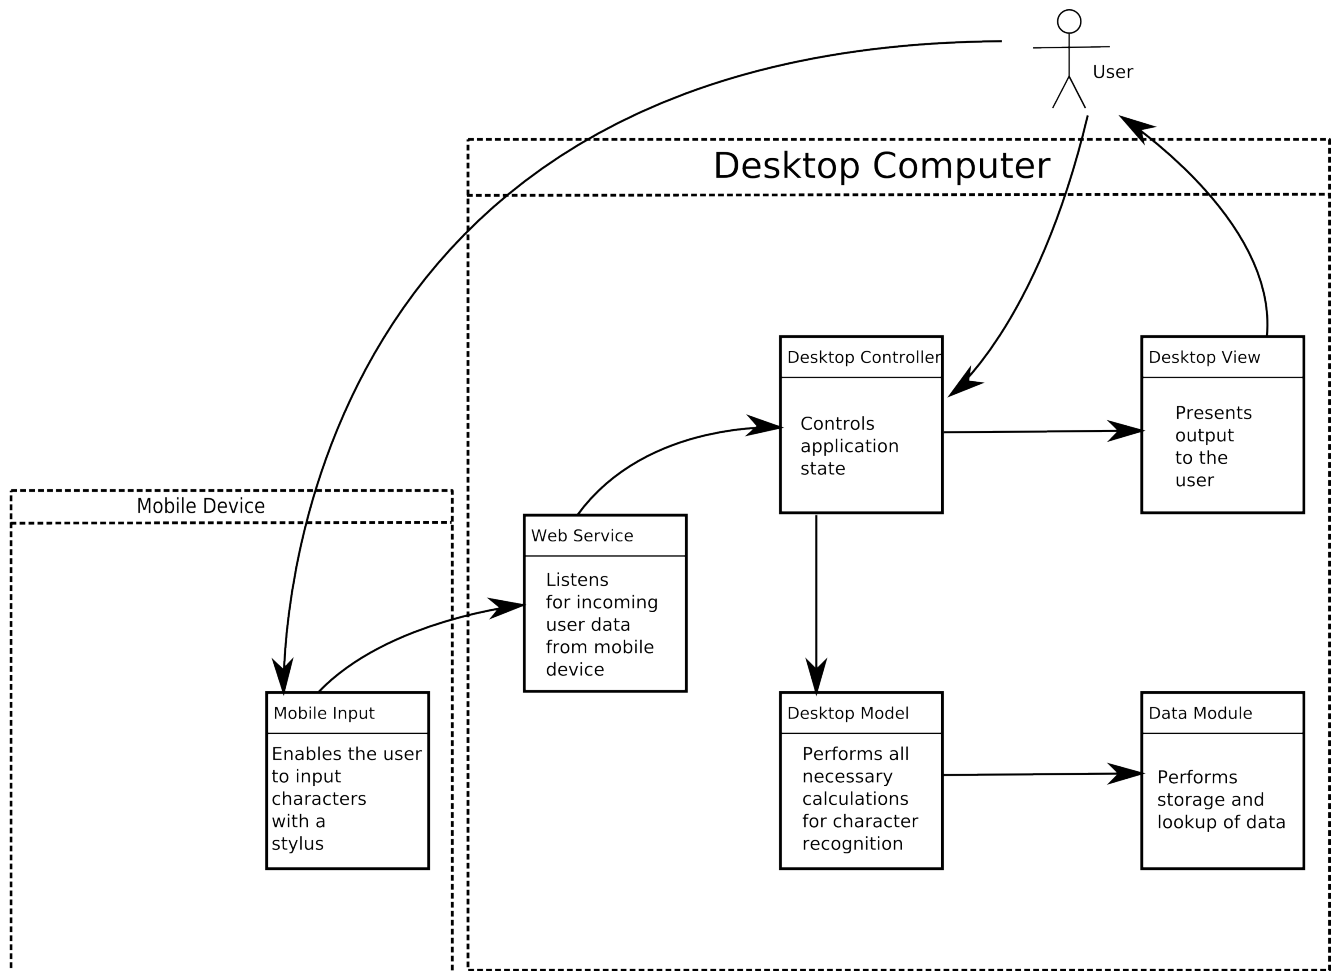 User
Desktop Computer
Desktop Controller
Controls
application
state
Desktop View
Presents
output
to the
user
Mobile Device
Web Service
Listens
for incoming
user data
from mobile
device
Mobile Input
Enables the user
to input
characters
with a
stylus
Desktop Model
Performs all
necessary
calculations
for character
recognition
Data Module
Performs
storage and
lookup of data